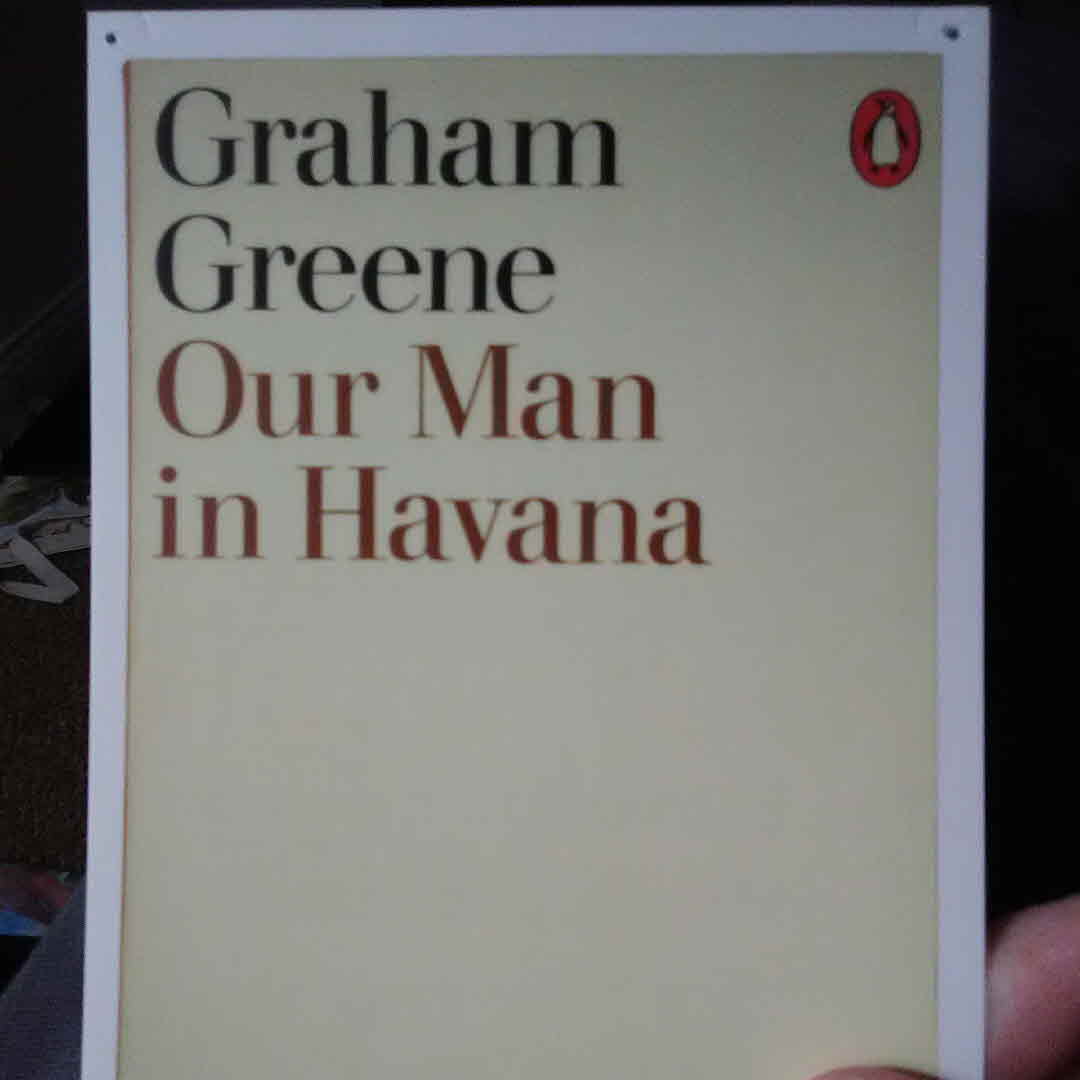 Graham
Greene
Our Man
in Havana